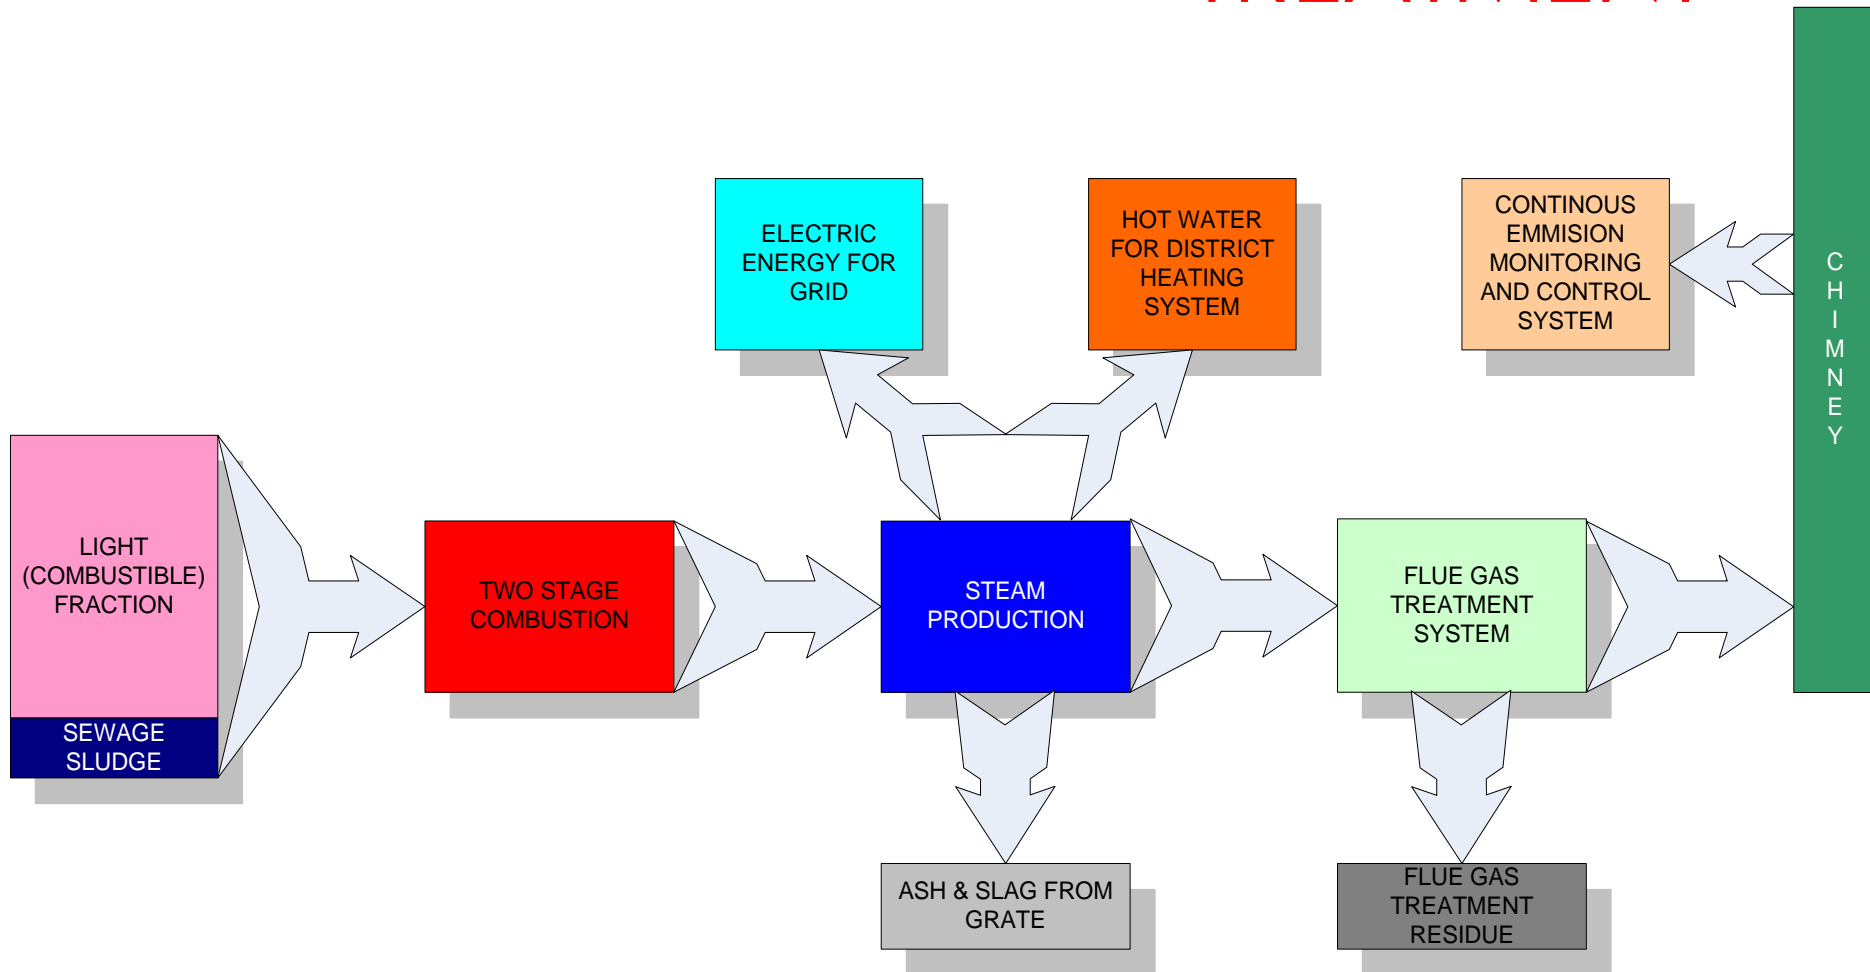 ELECTRIC
ENERGY FOR
GRID
HOT WATER
FOR DISTRICT
HEATING
SYSTEM
CONTINOUS
EMMISION
MONITORING
AND CONTROL
SYSTEM
C
H
I
M
N
E
Y
LIGHT
(COMBUSTIBLE)
FRACTION
SEWAGE
SLUDGE
TWO STAGE
COMBUSTION
STEAM
PRODUCTION
FLUE GAS
TREATMENT
SYSTEM
ASH & SLAG FROM
GRATE
FLUE GAS
TREATMENT
RESIDUE